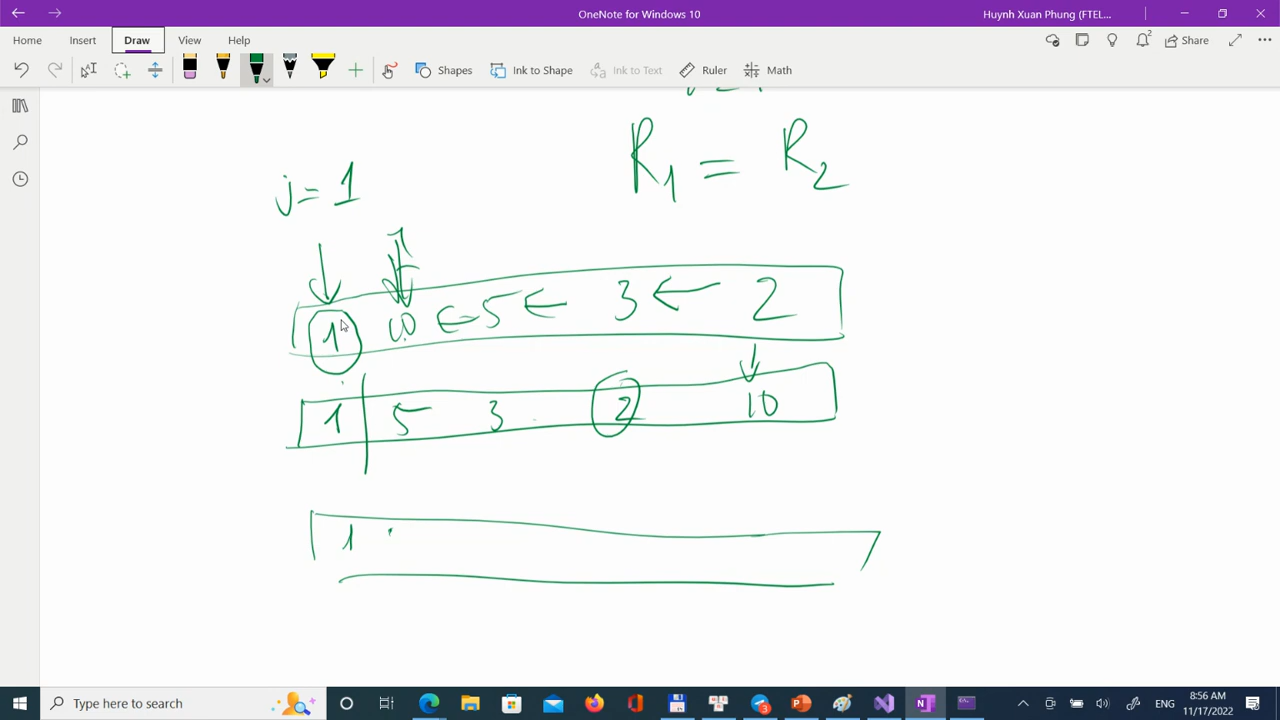 OneNote for Windows 10
Huynh Xuan Phung (FTEL...
Home Insert Draw View Help
Share
Shapes Ink to Shape Ink to Text Ruler Math
R1 = R2
j = 1
1 10 ← 5 ← 3 ← 2
1 5 3 2 10
1
Type here to search
3
N
ENG
8:56 AM
11/17/2022
2